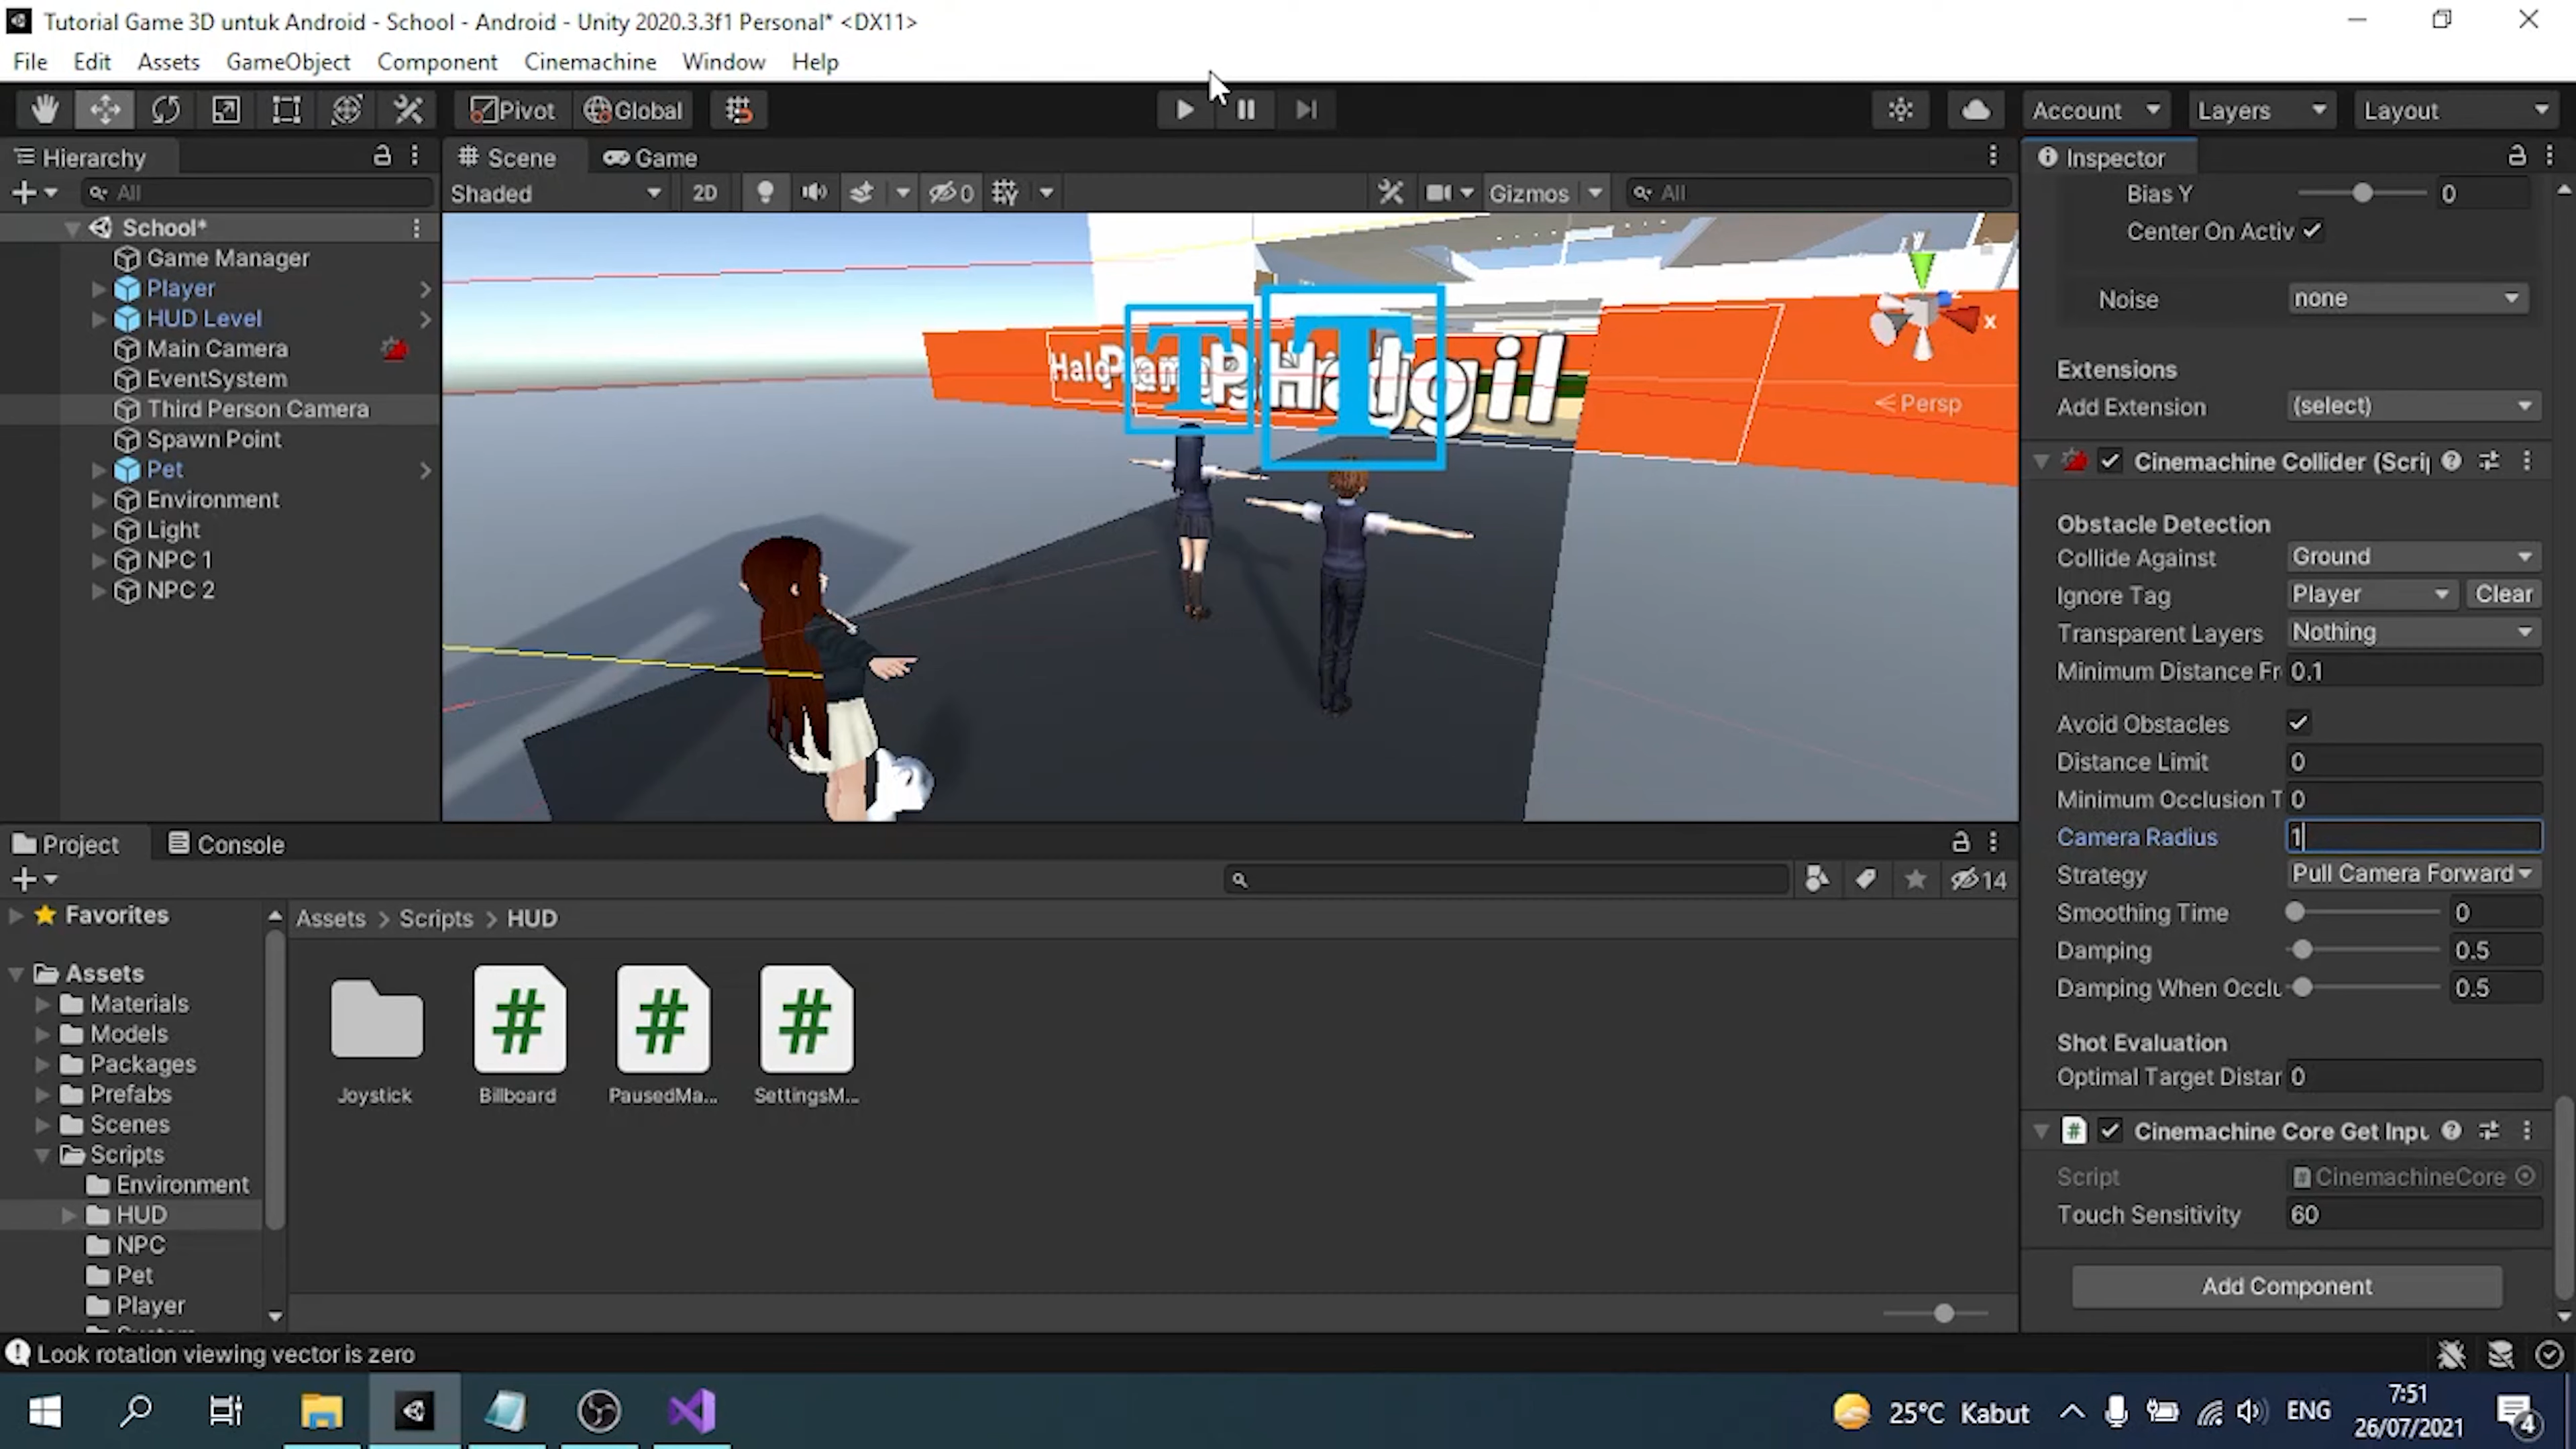 Tutorial Game 3D untuk Android - School - Android - Unity 2020.3.3f1 Personal* <DX11>
File Edit Assets GameObject Component Cinemachine Window Help
Pivot Global Account Layers Layout
Hierarchy
All
School*
Game Manager
Player
HUD Level
Main Camera
EventSystem
Third Person Camera
Spawn Point
Pet
Environment
Light
NPC 1
NPC 2
Scene Game
Shaded 2D 0 Gizmos All
X
< Persp
Halo
T T
gil
Inspector
Bias Y 0
Center On Activ
Noise none
Extensions
Add Extension (select)
Cinemachine Collider (Scrip
Obstacle Detection
Collide Against Ground
Ignore Tag Player Clear
Transparent Layers Nothing
Minimum Distance Fr 0.1
Avoid Obstacles
Distance Limit 0
Minimum Occlusion T 0
Camera Radius 1
Strategy Pull Camera Forward
Smoothing Time 0
Damping 0.5
Damping When Occlu 0.5
Shot Evaluation
Optimal Target Distar 0
Cinemachine Core Get Inpu
Script CinemachineCore
Touch Sensitivity 60
Add Component
Project Console
14
Favorites
Assets
Materials
Models
Packages
Prefabs
Scenes
Scripts
Environment
HUD
NPC
Pet
Player
Assets > Scripts > HUD
# # #
Joystick Billboard PausedMa... SettingsM...
Look rotation viewing vector is zero
25°C Kabut ENG
7:51
26/07/2021
4